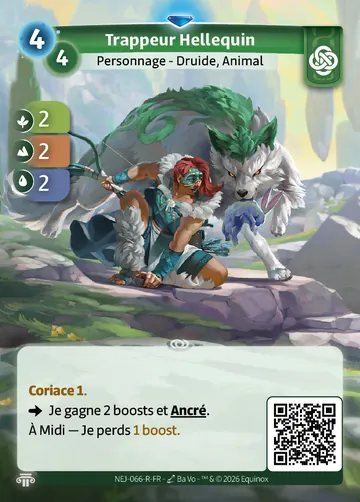 4
4
Trappeur Hellequin
Personnage - Druide, Animal
2
2
2
Coriace 1.
Je gagne 2 boosts et Ancré.
À Midi — Je perds 1 boost.
NEJ-066-R-FR - Ba Vo - ™ & © 2026 Equinox